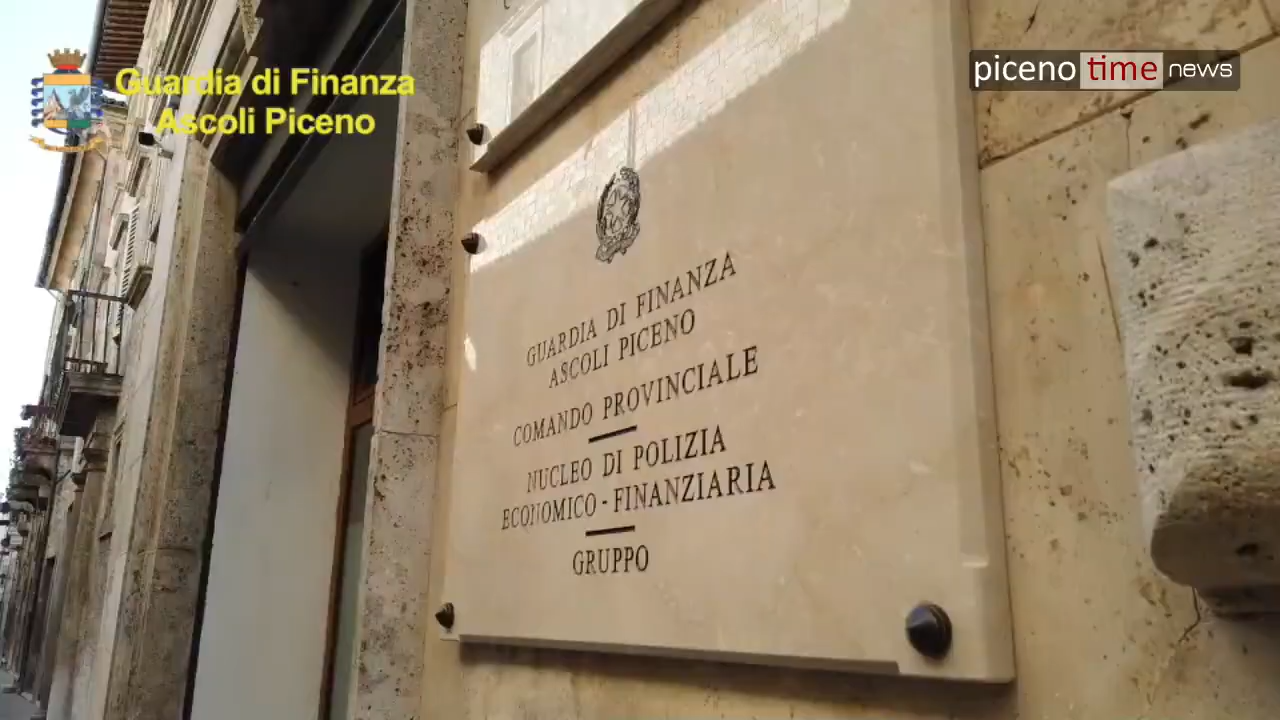 Guardia di Finanza
Ascoli Piceno
piceno time news
GUARDIA DI FINANZA
ASCOLI PICENO
COMANDO PROVINCIALE
NUCLEO DI POLIZIA
ECONOMICO - FINANZIARIA
GRUPPO